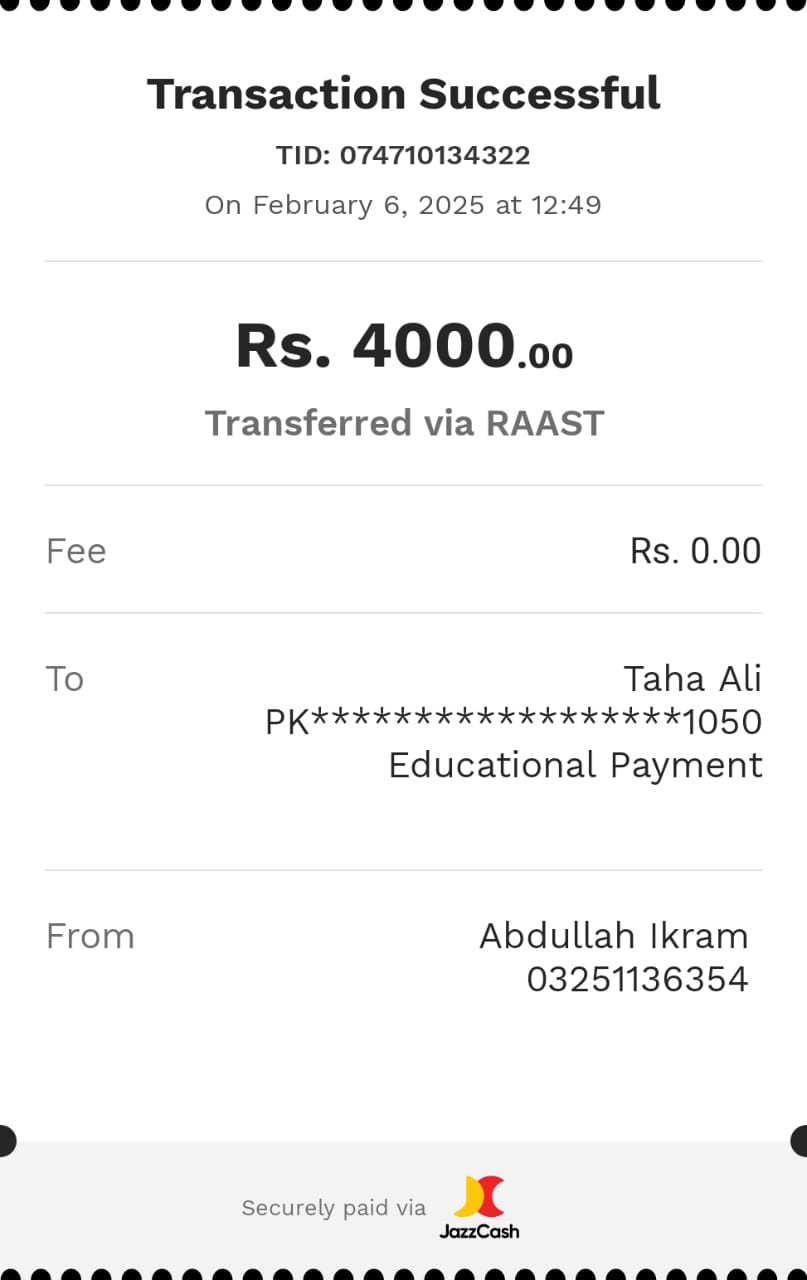 Transaction Successful
TID: 074710134322
On February 6, 2025 at 12:49
Rs. 4000.00
Transferred via RAAST
Fee Rs. 0.00
To Taha Ali
PK******************1050
Educational Payment
From Abdullah Ikram
03251136354
Securely paid via JazzCash